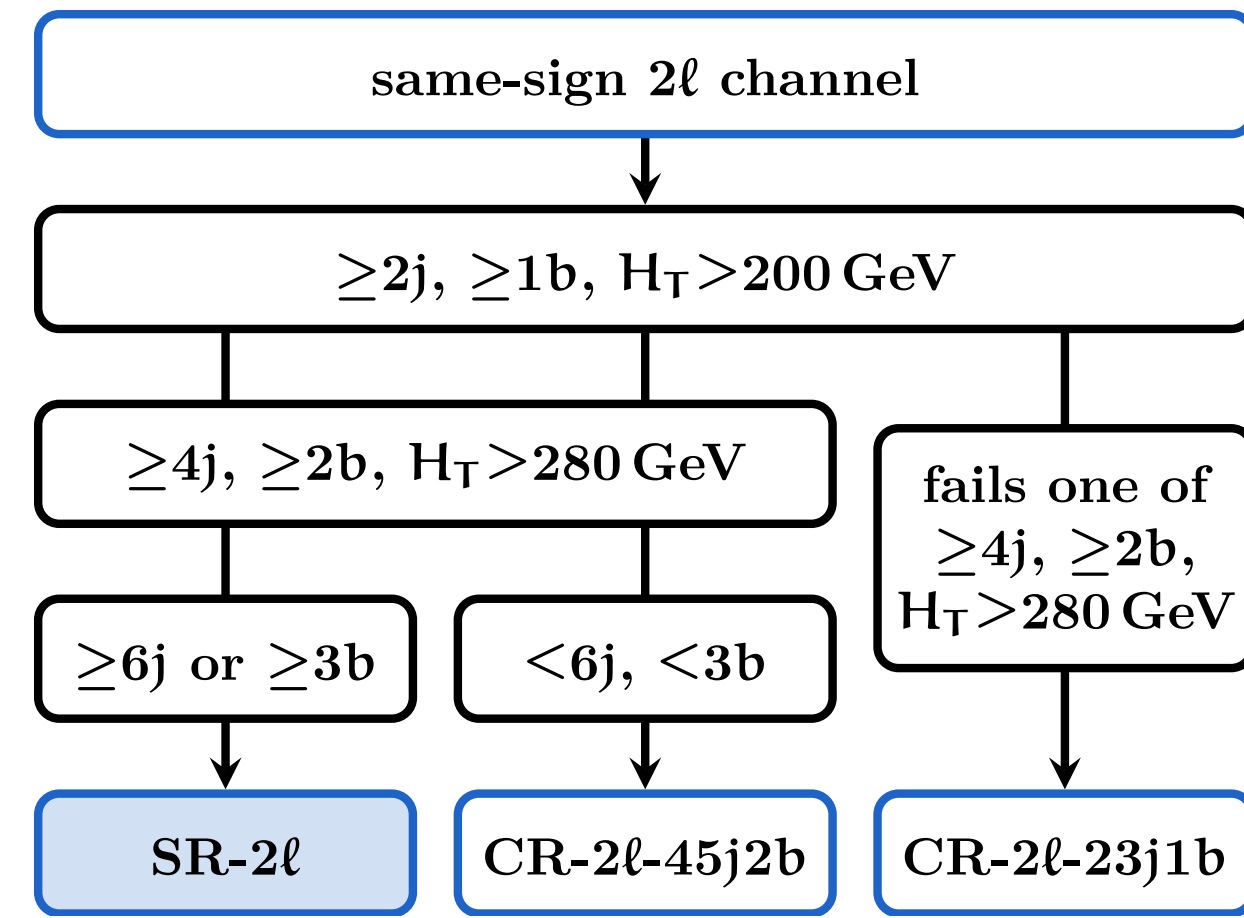 same-sign 2ℓ channel
≥2j, ≥1b, H_T>200 GeV
≥4j, ≥2b, H_T>280 GeV
fails one of
≥4j, ≥2b,
H_T>280 GeV
≥6j or ≥3b
<6j, <3b
SR-2ℓ
CR-2ℓ-45j2b
CR-2ℓ-23j1b